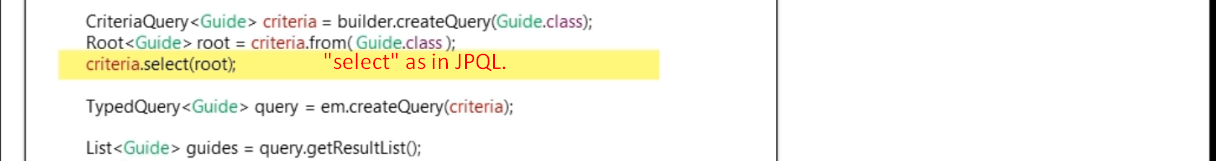 CriteriaQuery<Guide> criteria = builder.createQuery(Guide.class);
Root<Guide> root = criteria.from( Guide.class );
criteria.select(root); "select" as in JPQL.
TypedQuery<Guide> query = em.createQuery(criteria);
List<Guide> guides = query.getResultList();